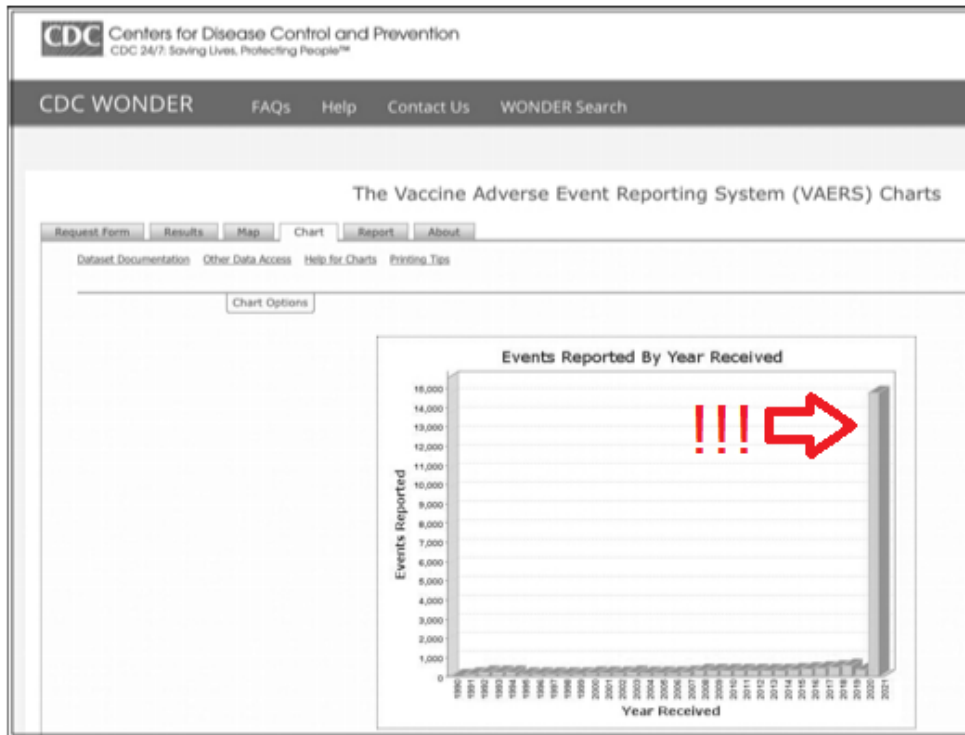 CDC Centers for Disease Control and Prevention
CDC 24/7: Saving Lives, Protecting People™
CDC WONDER FAQs Help Contact Us WONDER Search
The Vaccine Adverse Event Reporting System (VAERS) Charts
Request Form Results Map Chart Report About
Dataset Documentation Other Data Access Help for Charts Printing Tips
Chart Options
Events Reported By Year Received
!!!
15,000
14,000
13,000
12,000
11,000
10,000
9,000
8,000
7,000
6,000
5,000
4,000
3,000
2,000
1,000
0
Events Reported
1990 1991 1992 1993 1994 1995 1996 1997 1998 1999 2000 2001 2002 2003 2004 2005 2006 2007 2008 2009 2010 2011 2012 2013 2014 2015 2016 2017 2018 2019 2020 2021
Year Received